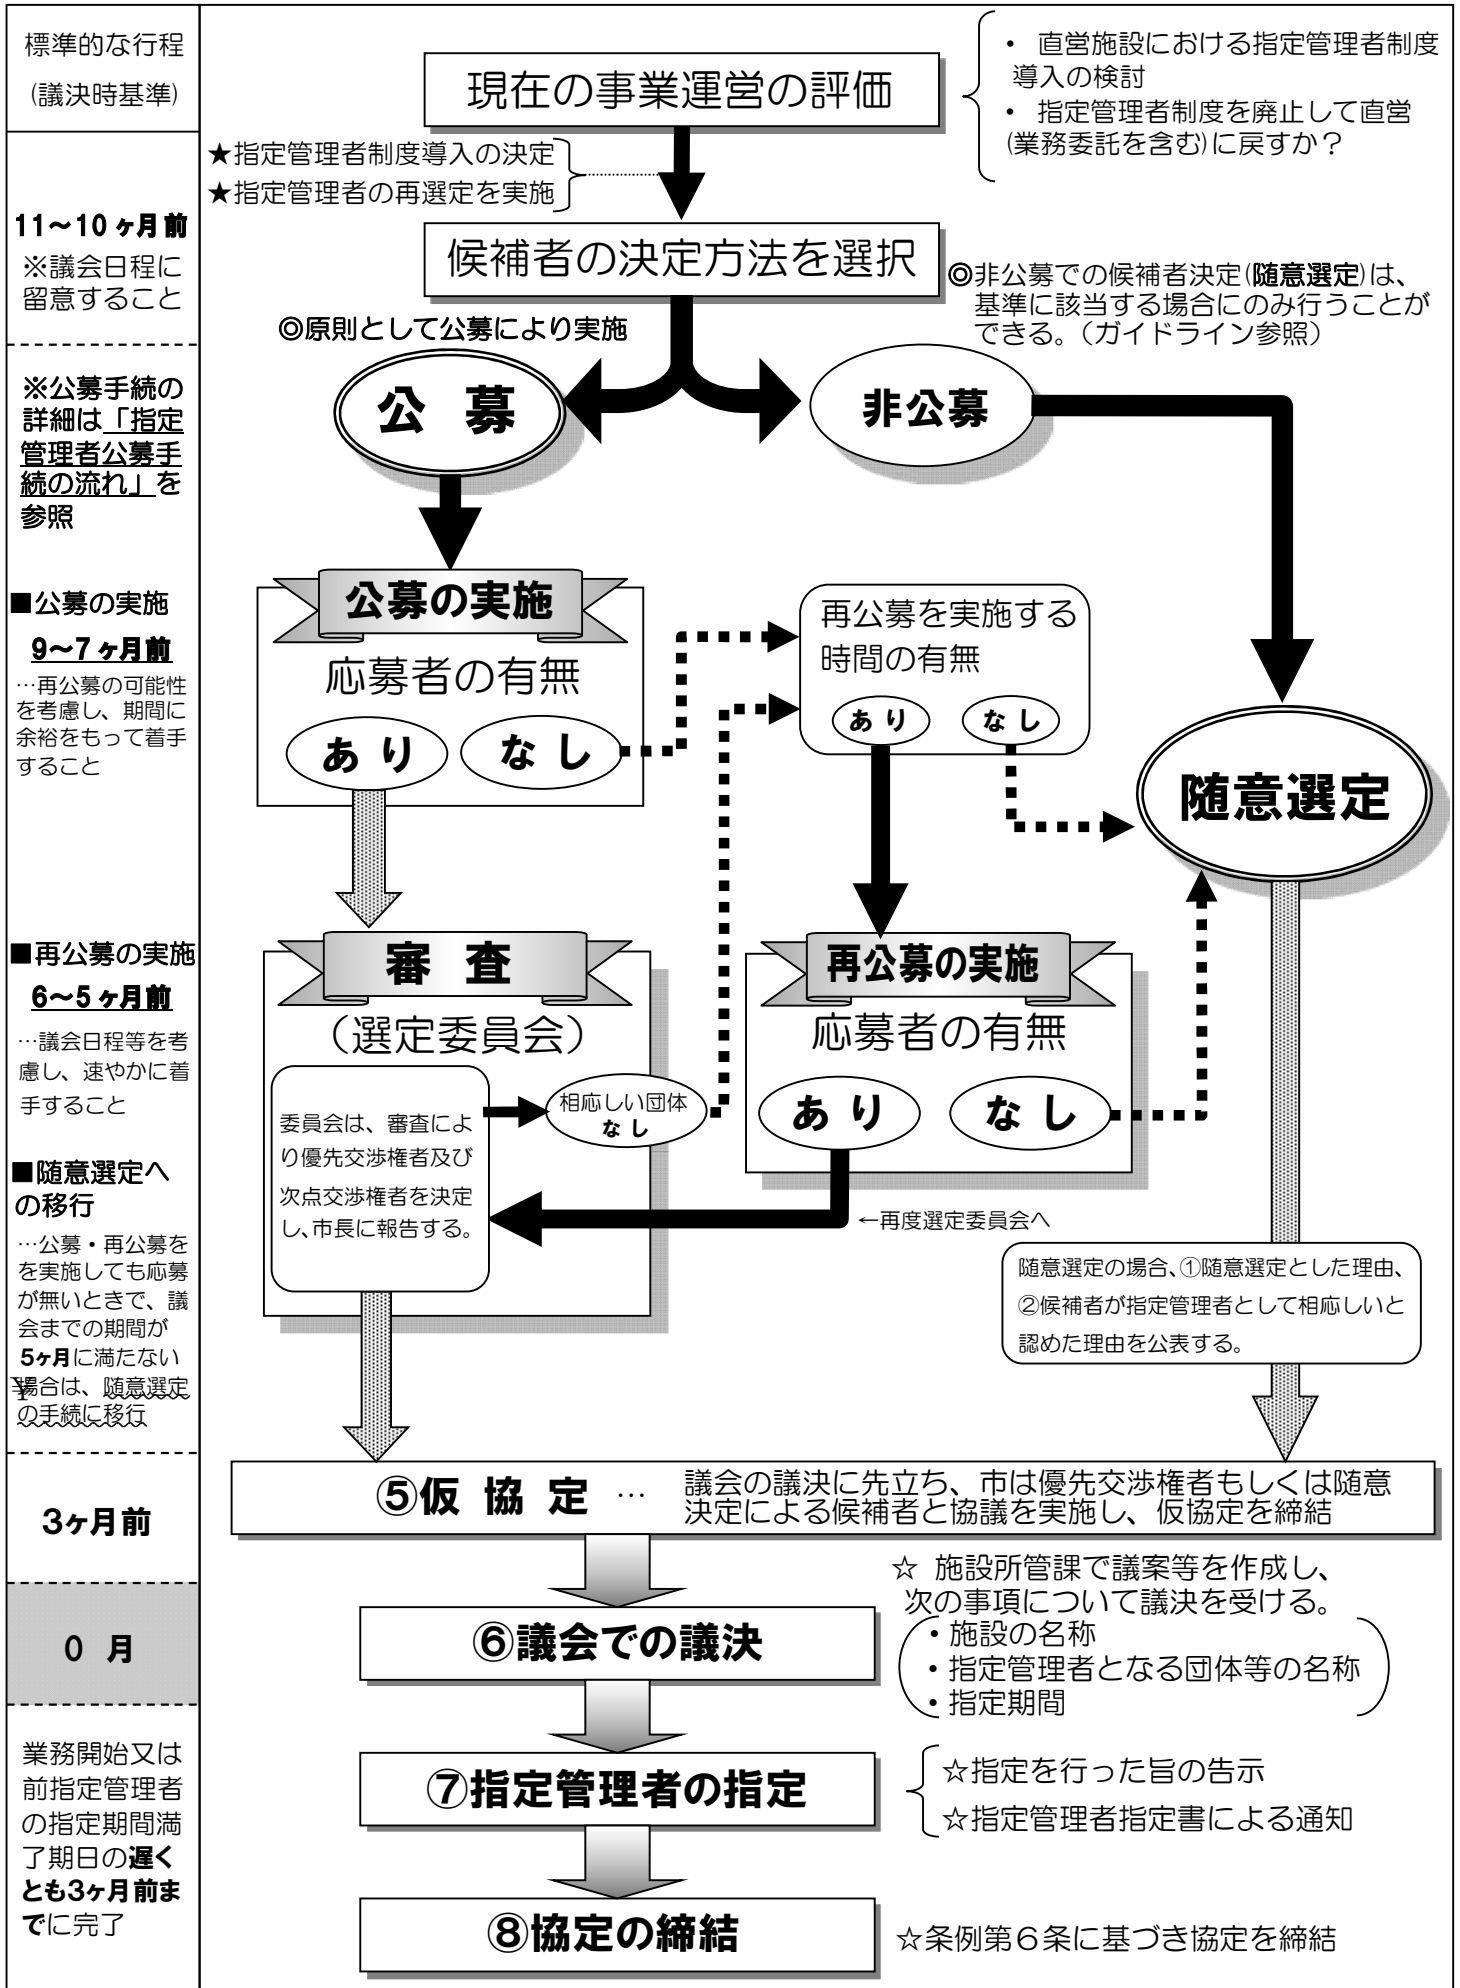 標準的な行程
(議決時基準)
11～10ヶ月前
※議会日程に
留意すること
※公募手続の
詳細は「指定
管理者公募手
続の流れ」を
参照
■公募の実施
9～7ヶ月前
…再公募の可能性
を考慮し、期間に
余裕をもって着手
すること
■再公募の実施
6～5ヶ月前
…議会日程等を考
慮し、速やかに着
手すること
■随意選定へ
の移行
…公募・再公募を
を実施しても応募
が無いときで、議
会までの期間が
5ヶ月に満たない
場合は、随意選定
の手続に移行
3ヶ月前
0 月
業務開始又は
前指定管理者
の指定期間満
了期日の遅く
とも3ヶ月前ま
でに完了
現在の事業運営の評価
・ 直営施設における指定管理者制度
導入の検討
・ 指定管理者制度を廃止して直営
(業務委託を含む)に戻すか？
★指定管理者制度導入の決定
★指定管理者の再選定を実施
候補者の決定方法を選択
◎非公募での候補者決定(随意選定)は、
基準に該当する場合にのみ行うことが
できる。（ガイドライン参照）
◎原則として公募により実施
公 募
非公募
公募の実施
応募者の有無
あ り
な し
再公募を実施する
時間の有無
あ り
な し
随意選定
審 査
（選定委員会）
委員会は、審査によ
り優先交渉権者及び
次点交渉権者を決定
し、市長に報告する。
相応しい団体
な し
再公募の実施
応募者の有無
あ り
な し
←再度選定委員会へ
随意選定の場合、①随意選定とした理由、
②候補者が指定管理者として相応しいと
認めた理由を公表する。
⑤仮 協 定 … 議会の議決に先立ち、市は優先交渉権者もしくは随意
決定による候補者と協議を実施し、仮協定を締結
⑥議会での議決
☆ 施設所管課で議案等を作成し、
次の事項について議決を受ける。
・施設の名称
・指定管理者となる団体等の名称
・指定期間
⑦指定管理者の指定
☆指定を行った旨の告示
☆指定管理者指定書による通知
⑧協定の締結
☆条例第６条に基づき協定を締結